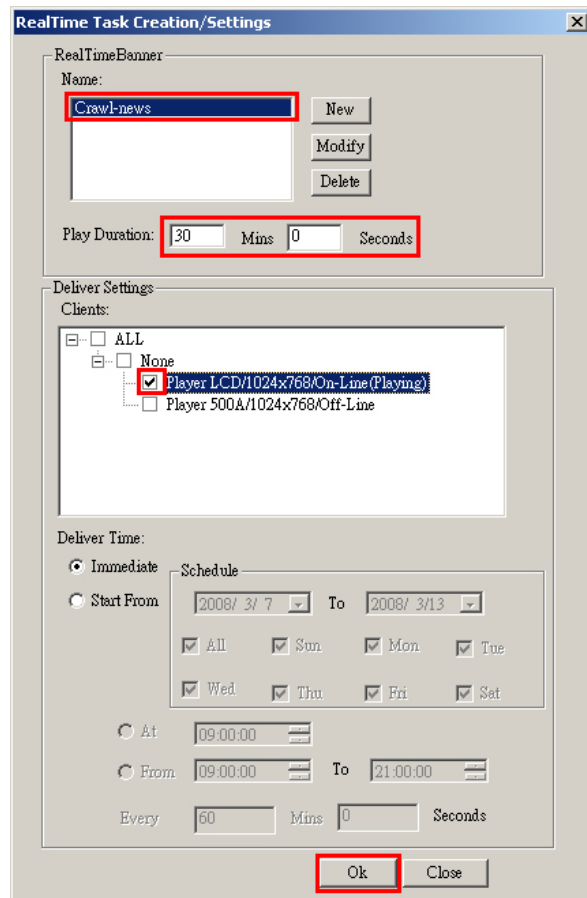 RealTime Task Creation/Settings
RealTimeBanner
Name:
Crawl-news
New
Modify
Delete
Play Duration: 30 Mins 0 Seconds
Deliver Settings
Clients:
ALL
None
Player LCD/1024x768/On-Line(Playing)
Player 500A/1024x768/Off-Line
Deliver Time:
Immediate
Schedule
Start From 2008/ 3/ 7 To 2008/ 3/13
All Sun Mon Tue
Wed Thu Fri Sat
At 09:00:00
From 09:00:00 To 21:00:00
Every 60 Mins 0 Seconds
Ok Close